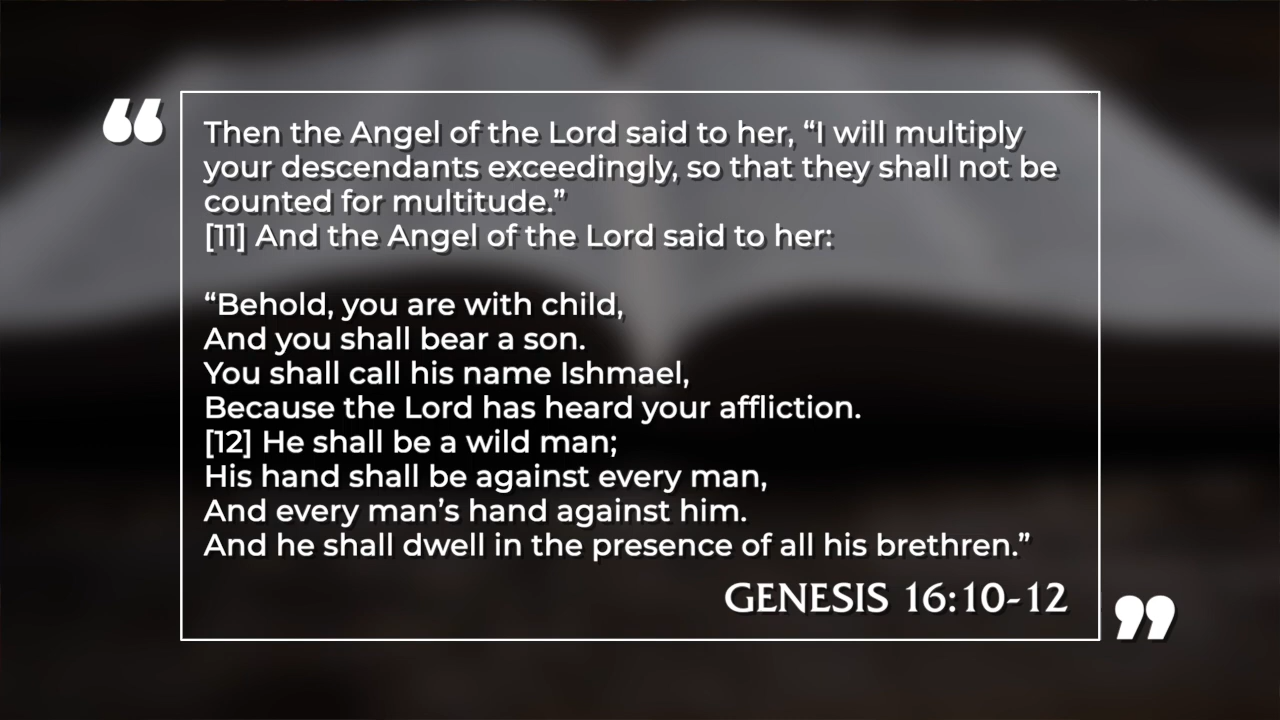 “
Then the Angel of the Lord said to her, “I will multiply
your descendants exceedingly, so that they shall not be
counted for multitude.”
[11] And the Angel of the Lord said to her:
“Behold, you are with child,
And you shall bear a son.
You shall call his name Ishmael,
Because the Lord has heard your affliction.
[12] He shall be a wild man;
His hand shall be against every man,
And every man’s hand against him.
And he shall dwell in the presence of all his brethren.”
GENESIS 16:10-12
”